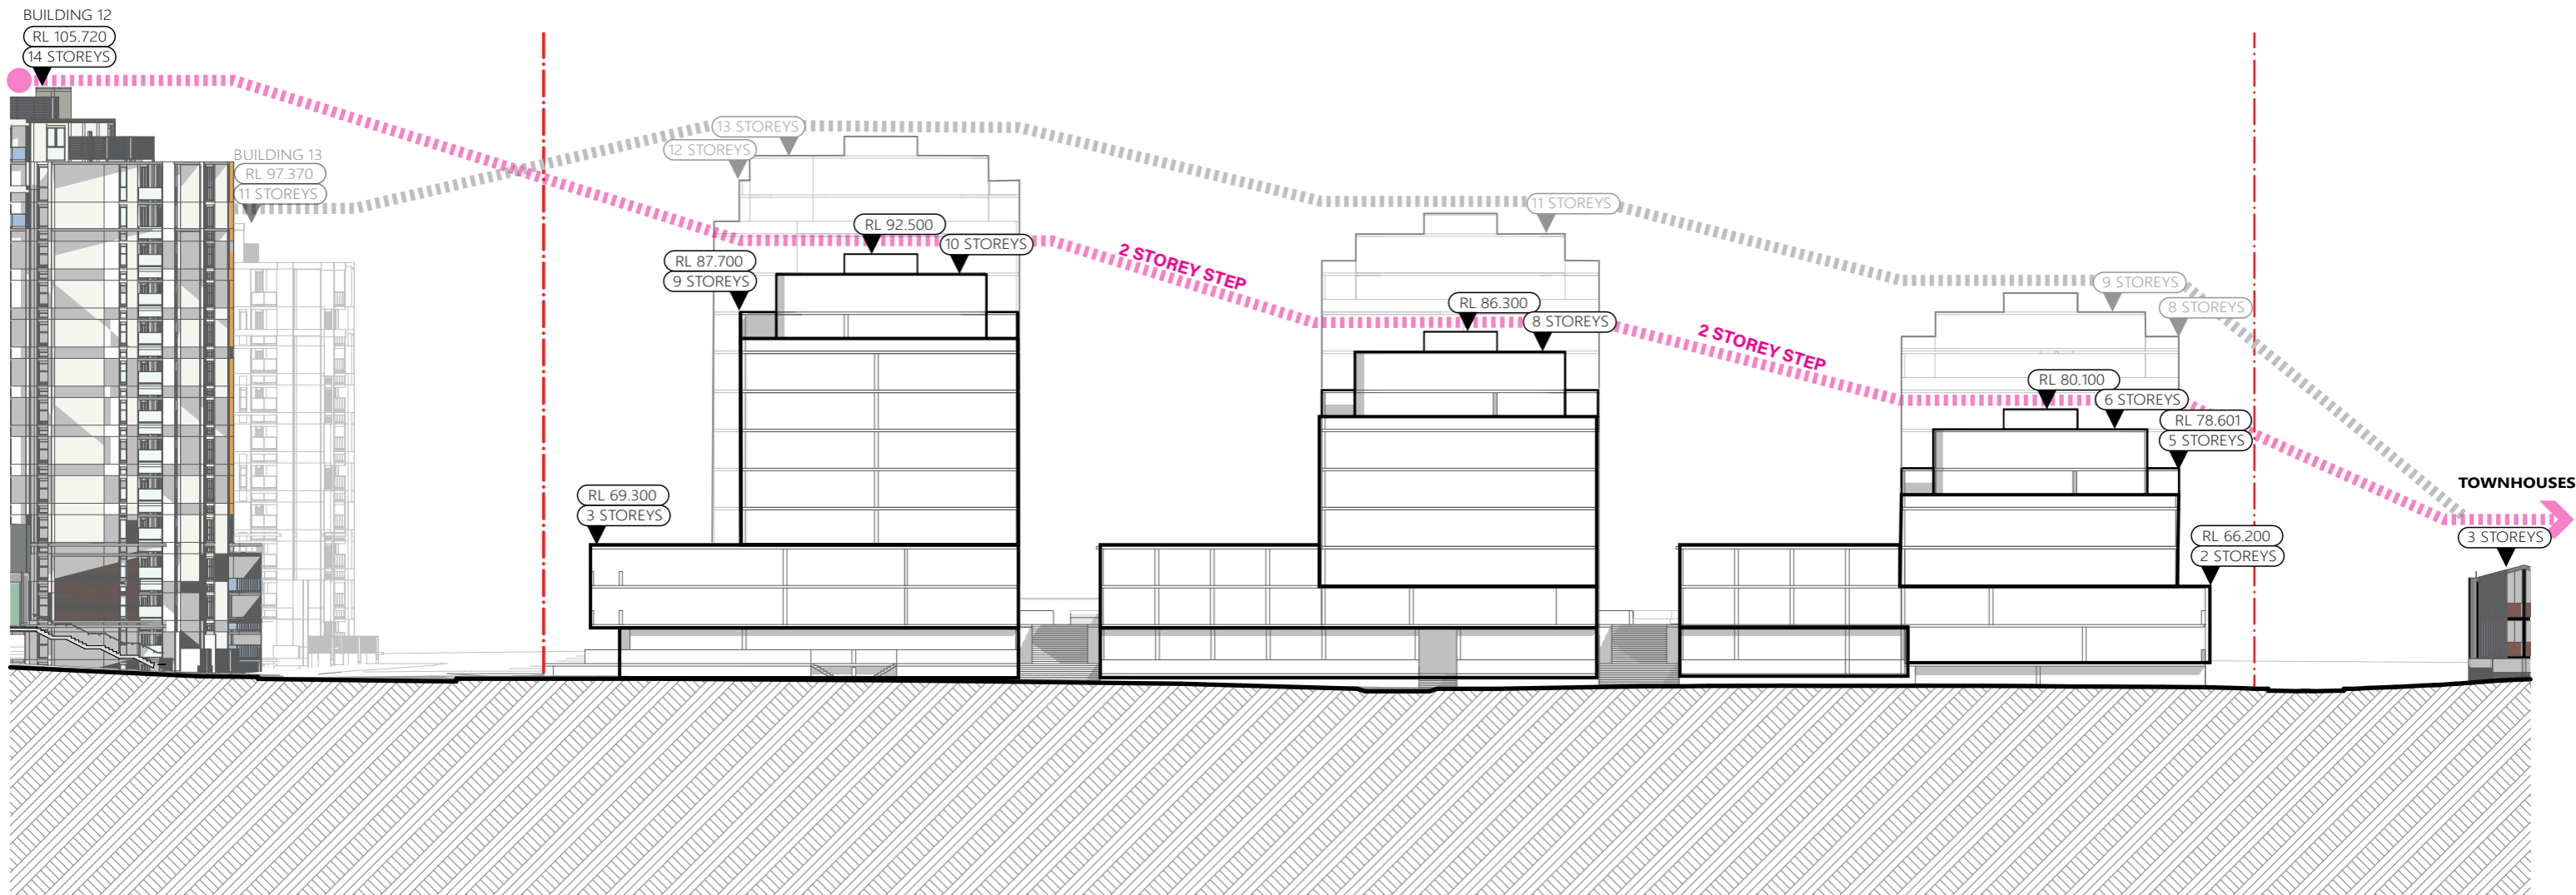 BUILDING 12
RL 105.720
14 STOREYS
BUILDING 13
RL 97.370
11 STOREYS
13 STOREYS
12 STOREYS
RL 92.500
10 STOREYS
RL 87.700
9 STOREYS
RL 69.300
3 STOREYS
2 STOREY STEP
11 STOREYS
RL 86.300
8 STOREYS
2 STOREY STEP
9 STOREYS
8 STOREYS
RL 80.100
6 STOREYS
RL 78.601
5 STOREYS
RL 66.200
2 STOREYS
TOWNHOUSES
3 STOREYS